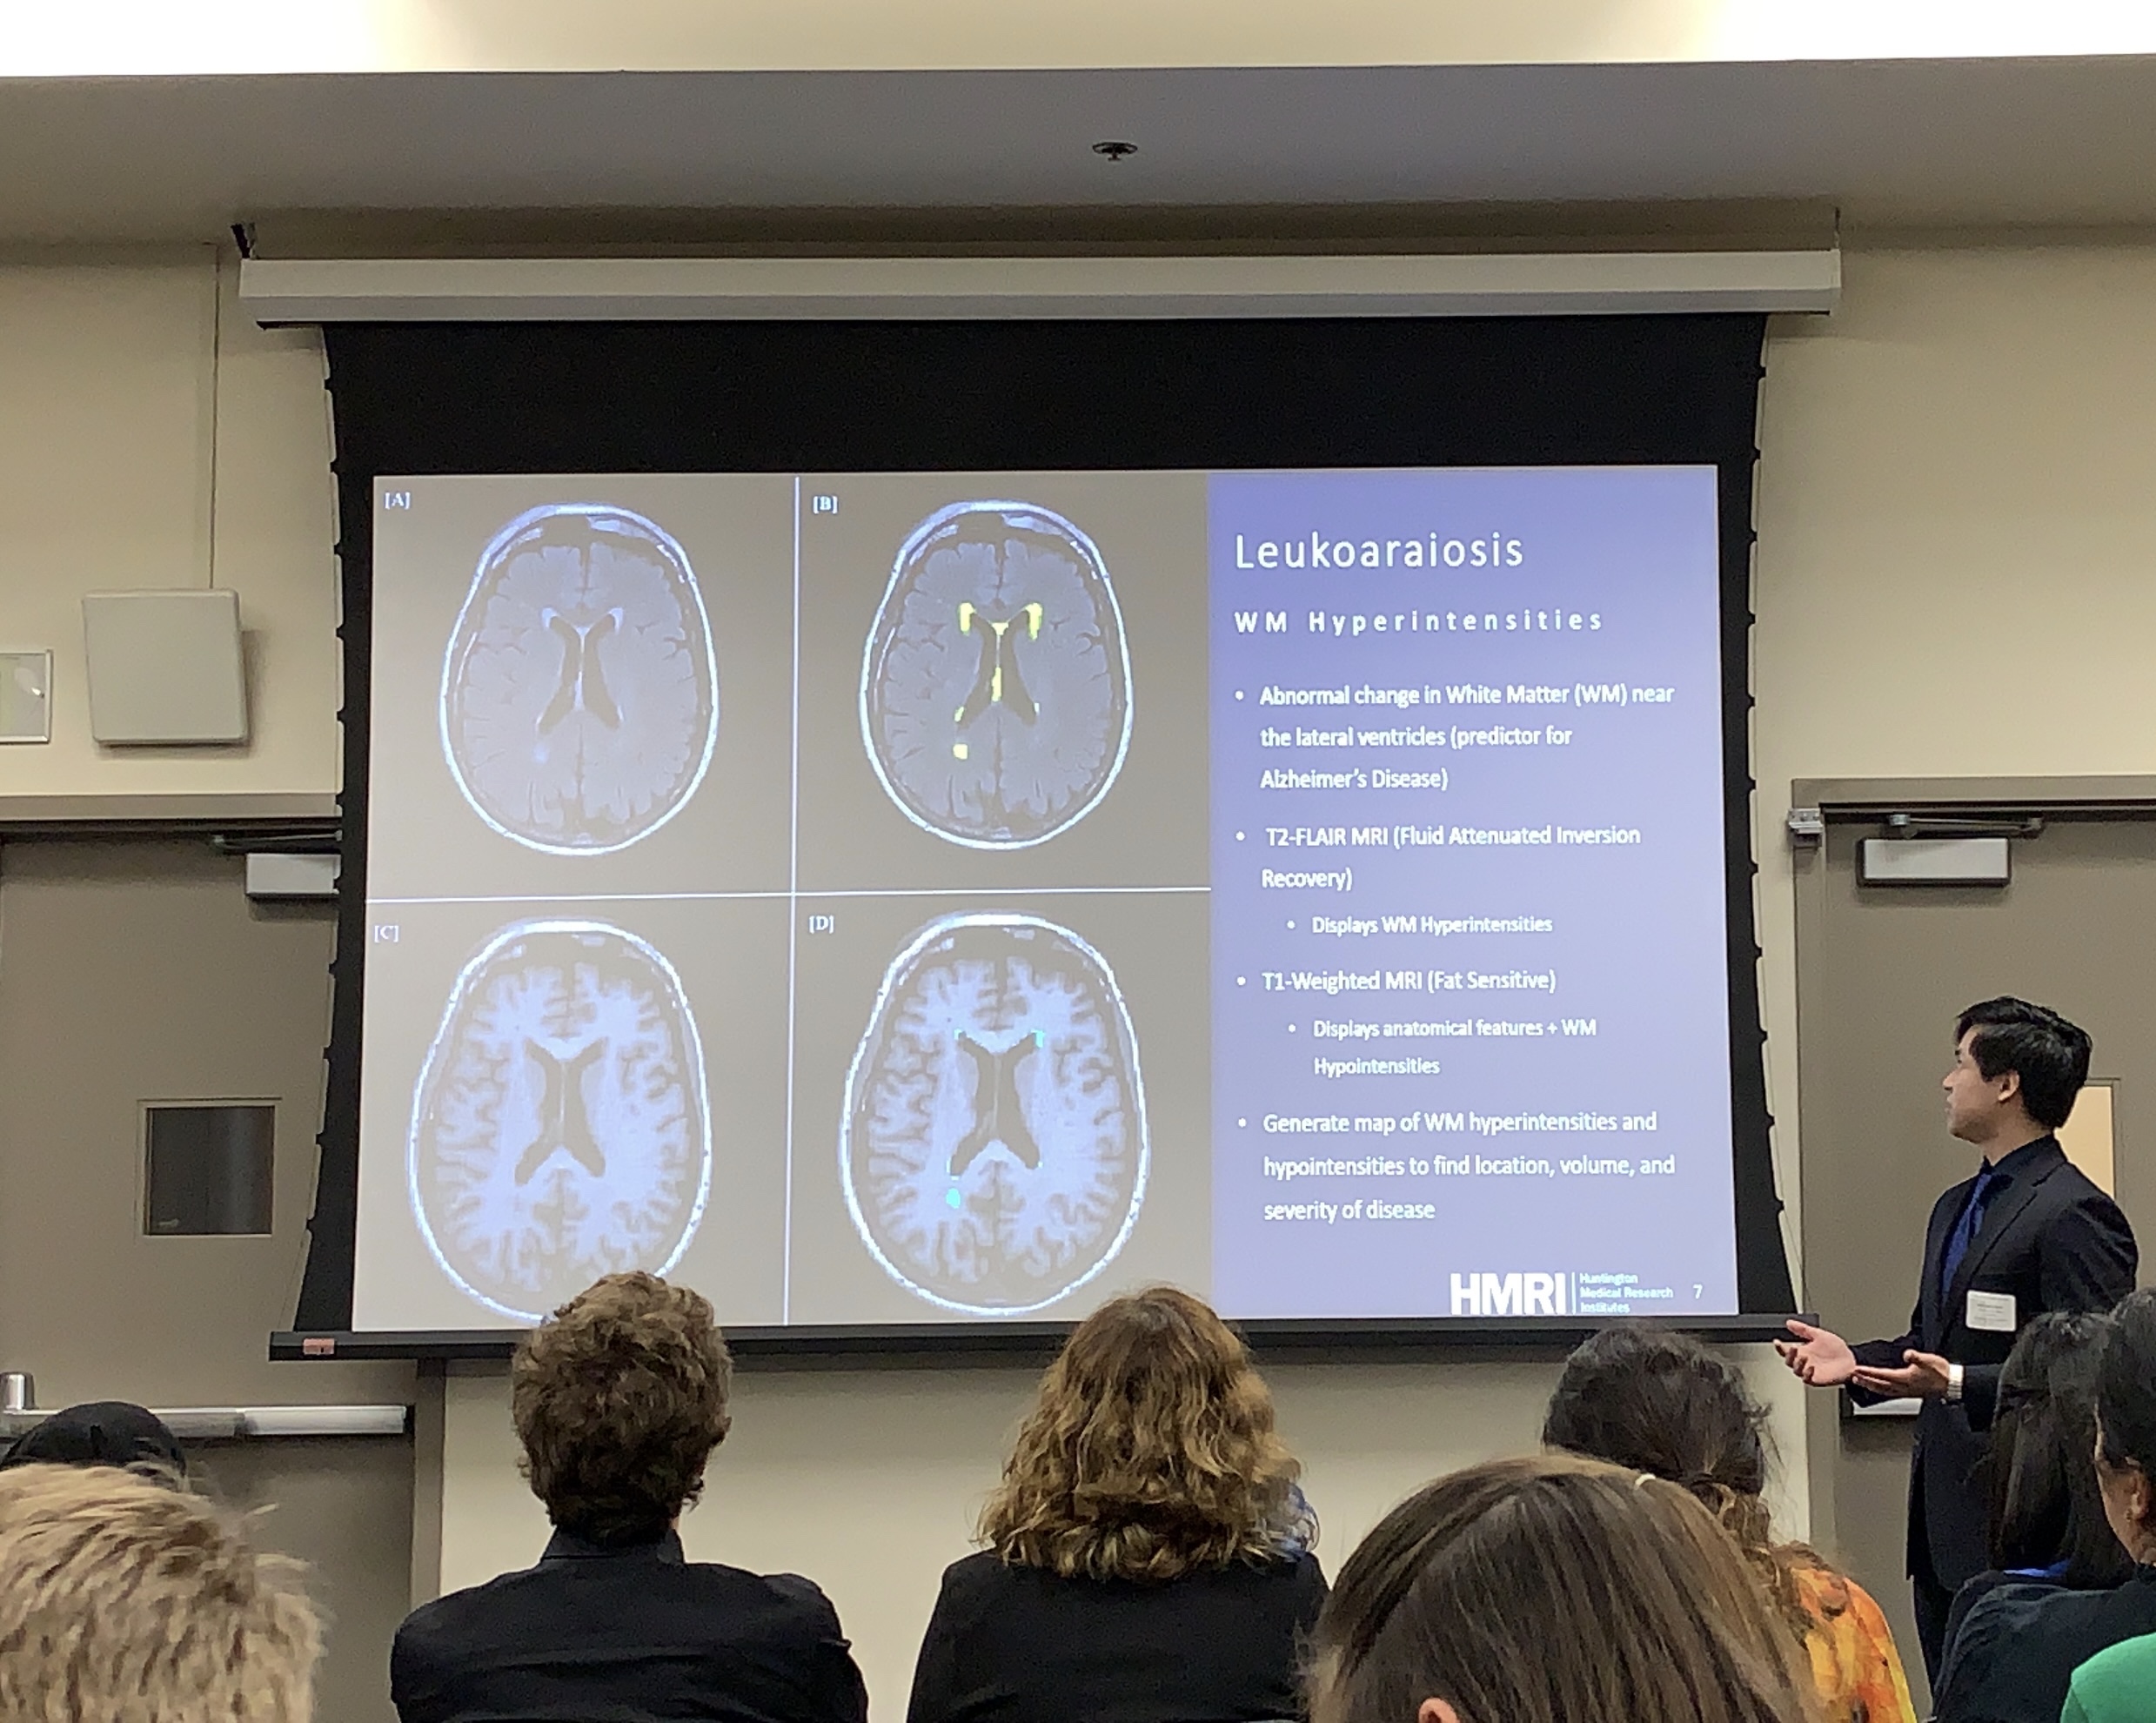 [A]
[B]
[C]
[D]
Leukoaraiosis
WM Hyperintensities
• Abnormal change in White Matter (WM) near
the lateral ventricles (predictor for
Alzheimer's Disease)
• T2-FLAIR MRI (Fluid Attenuated Inversion
Recovery)
• Displays WM Hyperintensities
• T1-Weighted MRI (Fat Sensitive)
• Displays anatomical features + WM
Hypointensities
• Generate map of WM hyperintensities and
hypointensities to find location, volume, and
severity of disease
HMRI
Huntington
Medical Research
Institutes
7